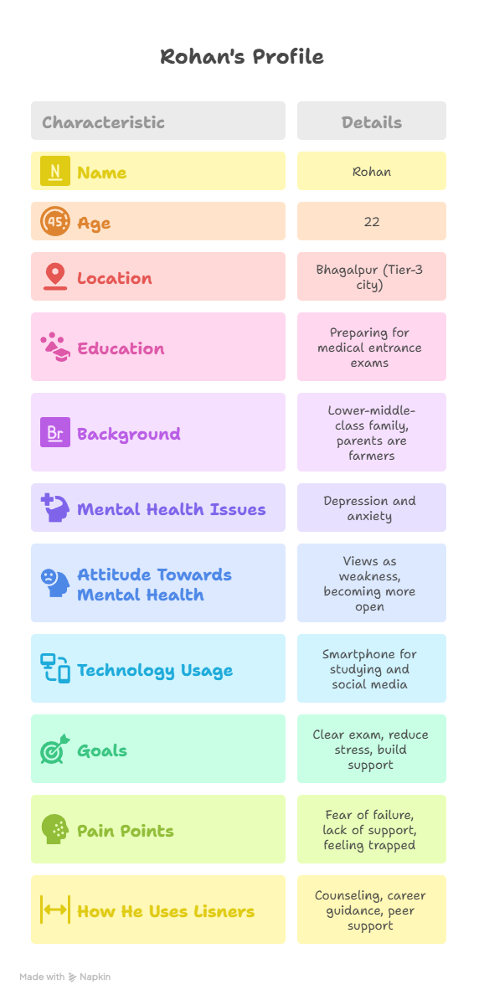 Rohan's Profile
Characteristic
Details
N
Name
Rohan
45
Age
22
Location
Bhagalpur (Tier-3
city)
Education
Preparing for
medical entrance
exams
Br
Background
Lower-middle-
class family,
parents are
farmers
Mental Health Issues
Depression and
anxiety
Attitude Towards
Mental Health
Views as
weakness,
becoming more
open
Technology Usage
Smartphone for
studying and
social media
Goals
Clear exam, reduce
stress, build
support
Pain Points
Fear of failure,
lack of support,
feeling trapped
How He Uses Lisners
Counseling, career
guidance, peer
support
Made with Napkin